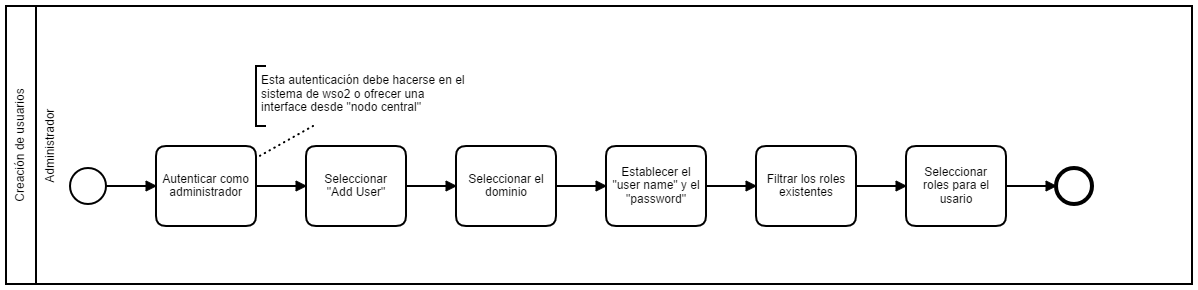 Creación de usuarios
Administrador
Esta autenticación debe hacerse en el
sistema de wso2 o ofrecer una
interface desde "nodo central"
Autenticar como
administrador
Seleccionar
"Add User"
Seleccionar el
dominio
Establecer el
"user name" y el
"password"
Filtrar los roles
existentes
Seleccionar
roles para el
usario